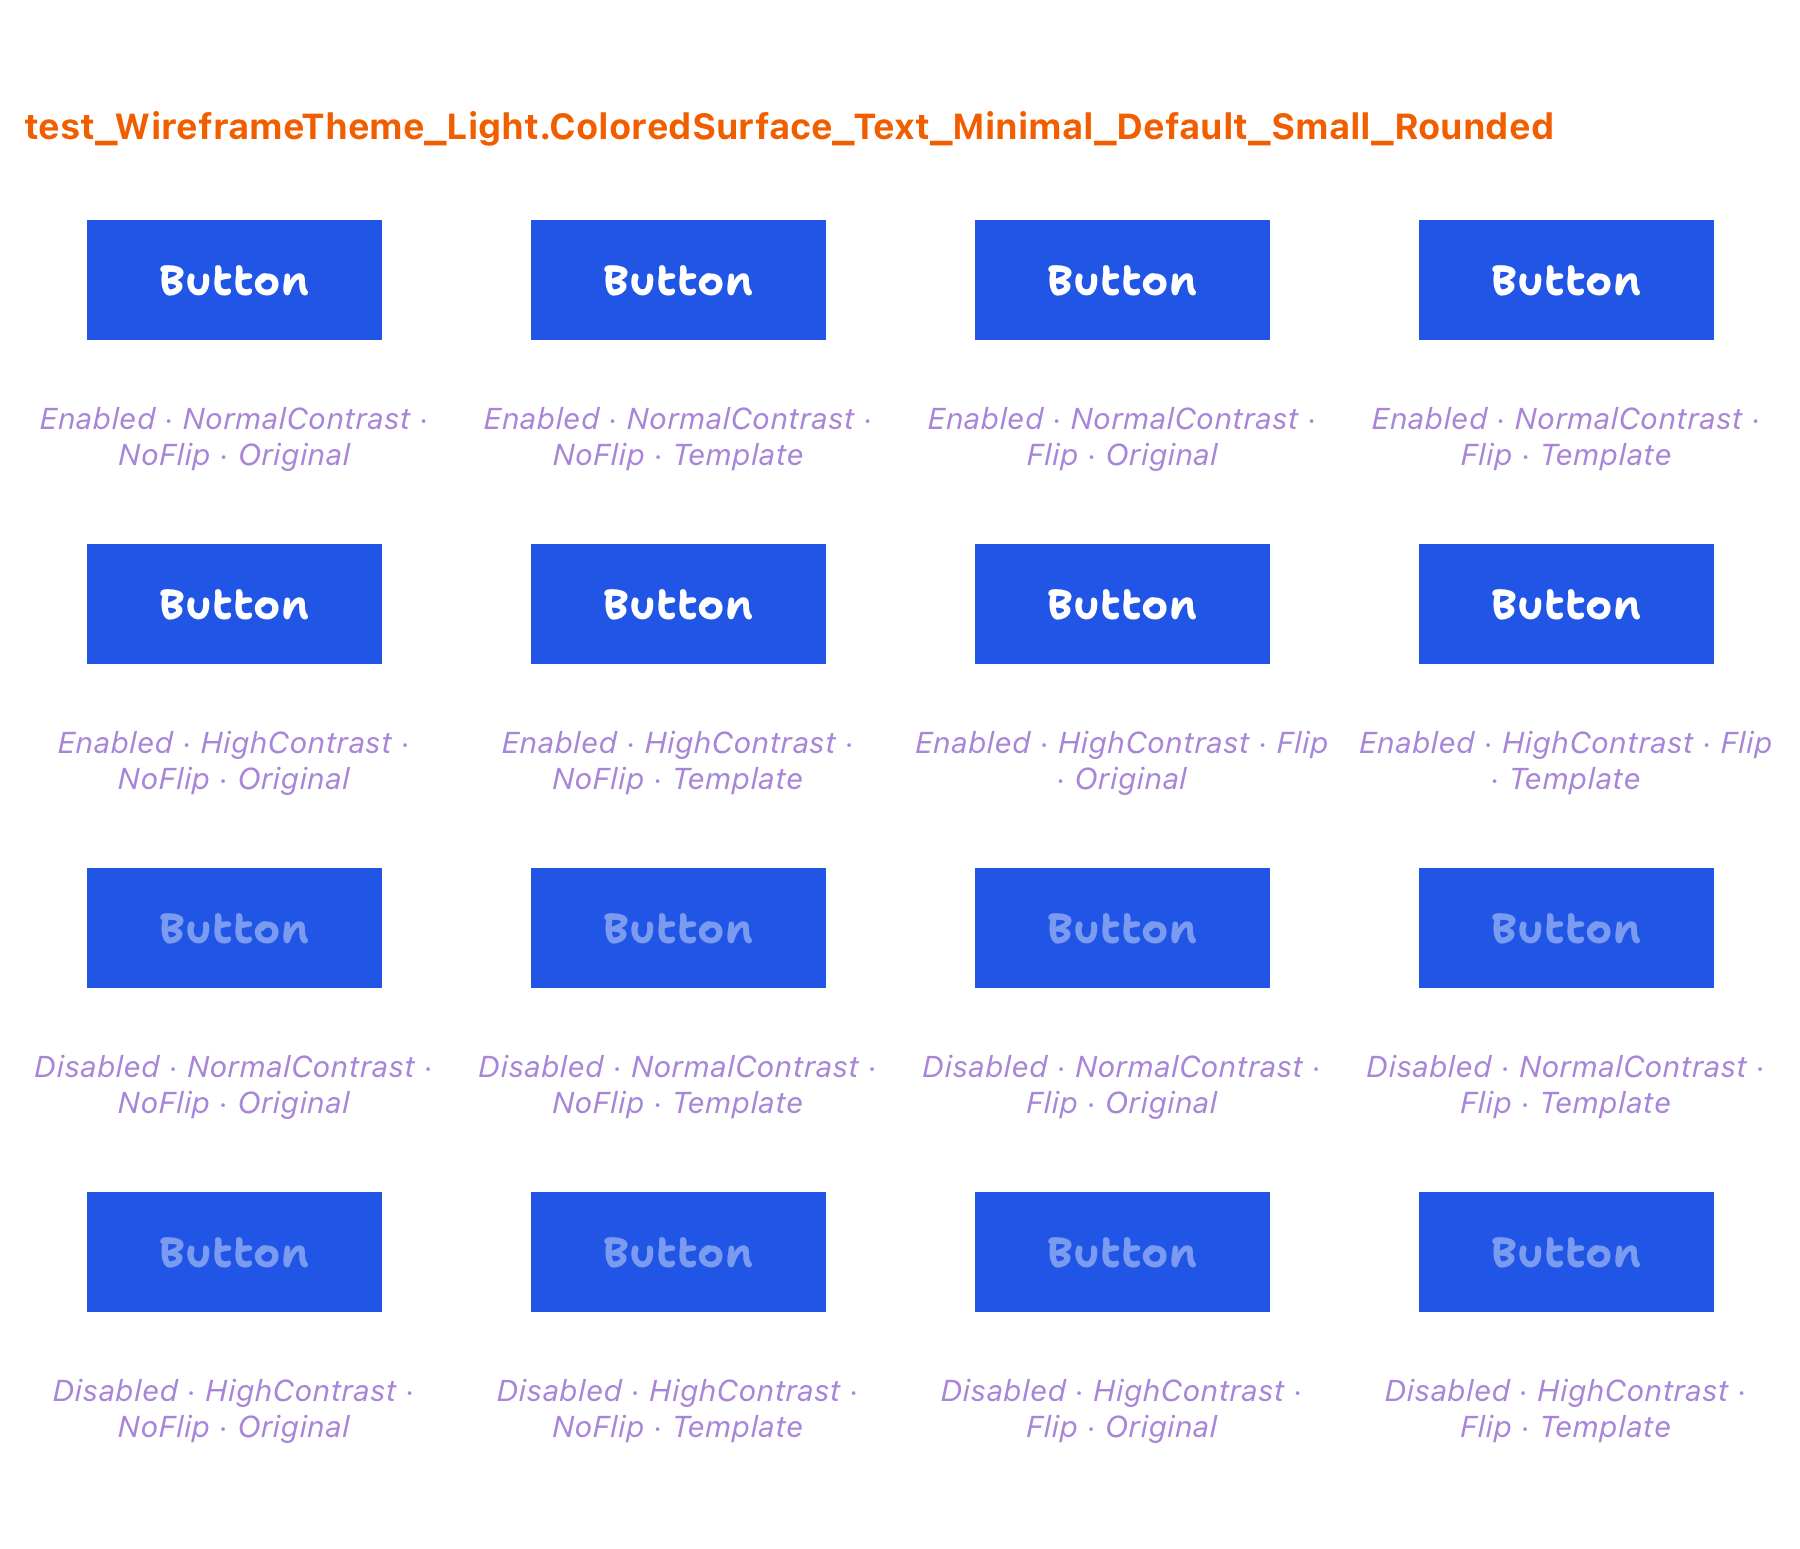 test_WireframeTheme_Light.ColoredSurface_Text_Minimal_Default_Small_Rounded
Button Button Button Button
Enabled · NormalContrast · Enabled · NormalContrast · Enabled · NormalContrast · Enabled · NormalContrast ·
NoFlip · Original NoFlip · Template Flip · Original Flip · Template
Button Button Button Button
Enabled · HighContrast · Enabled · HighContrast · Enabled · HighContrast · Flip Enabled · HighContrast · Flip
NoFlip · Original NoFlip · Template · Original · Template
Button Button Button Button
Disabled · NormalContrast · Disabled · NormalContrast · Disabled · NormalContrast · Disabled · NormalContrast ·
NoFlip · Original NoFlip · Template Flip · Original Flip · Template
Button Button Button Button
Disabled · HighContrast · Disabled · HighContrast · Disabled · HighContrast · Disabled · HighContrast ·
NoFlip · Original NoFlip · Template Flip · Original Flip · Template